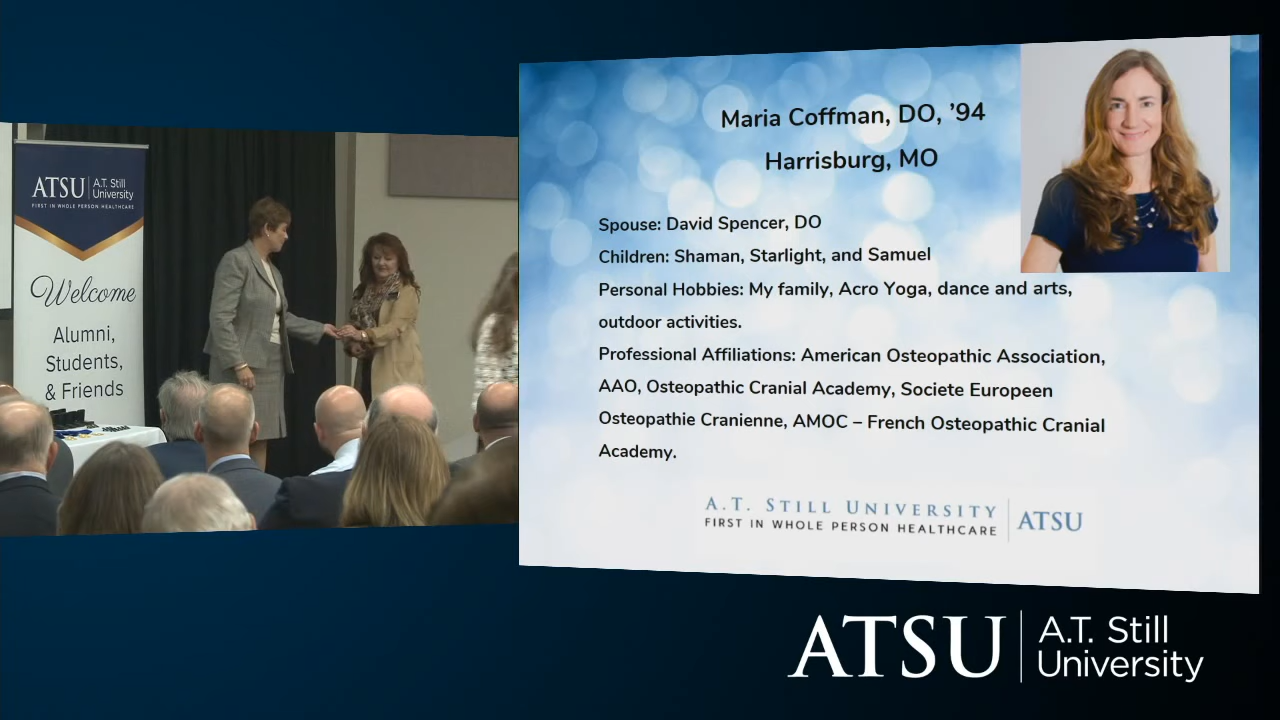 ATSU
A.T. Still
University
FIRST IN WHOLE PERSON HEALTHCARE
Welcome
Alumni,
Students,
& Friends
Maria Coffman, DO, ’94
Harrisburg, MO
Spouse: David Spencer, DO
Children: Shaman, Starlight, and Samuel
Personal Hobbies: My family, Acro Yoga, dance and arts,
outdoor activities.
Professional Affiliations: American Osteopathic Association,
AAO, Osteopathic Cranial Academy, Societe Europeen
Osteopathie Cranienne, AMOC – French Osteopathic Cranial
Academy.
A.T. STILL UNIVERSITY
FIRST IN WHOLE PERSON HEALTHCARE
ATSU
ATSU
A.T. Still
University